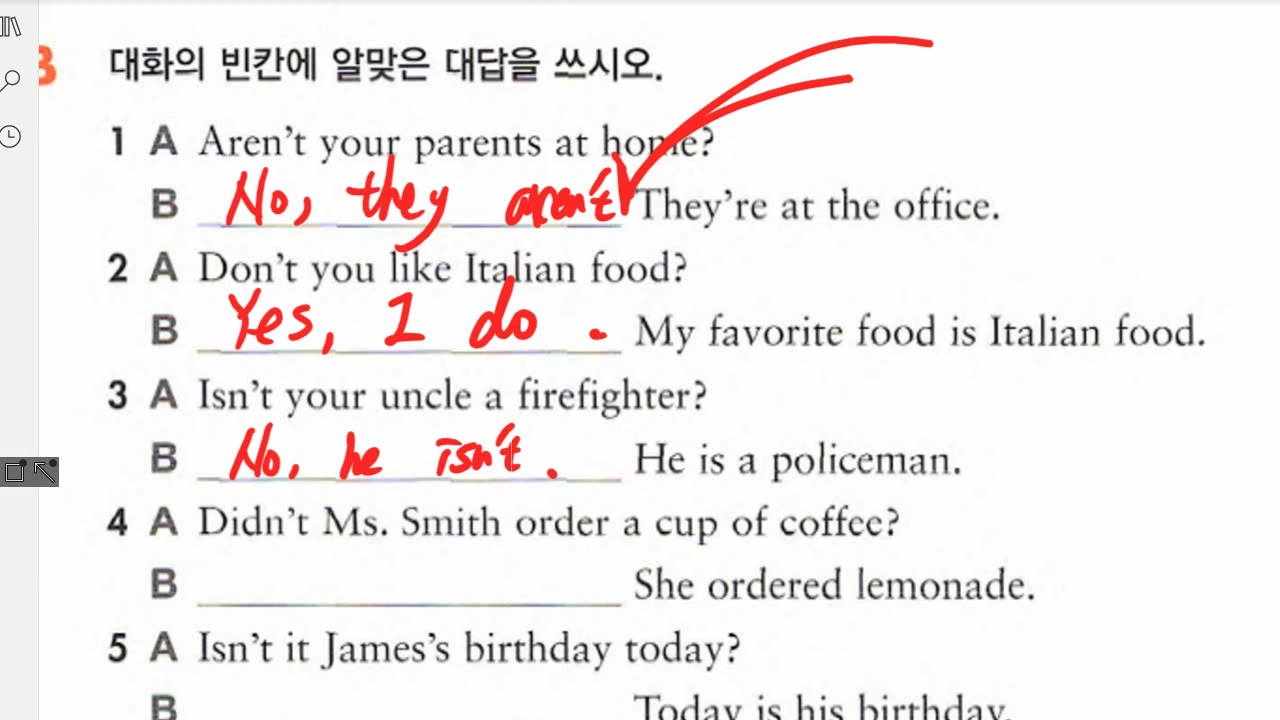 B 대화의 빈칸에 알맞은 대답을 쓰시오.
1 A Aren't your parents at home?
B No, they aren't They're at the office.
2 A Don't you like Italian food?
B Yes, I do. My favorite food is Italian food.
3 A Isn't your uncle a firefighter?
B No, he isn't. He is a policeman.
4 A Didn't Ms. Smith order a cup of coffee?
B She ordered lemonade.
5 A Isn't it James's birthday today?
B Today is his birthday.